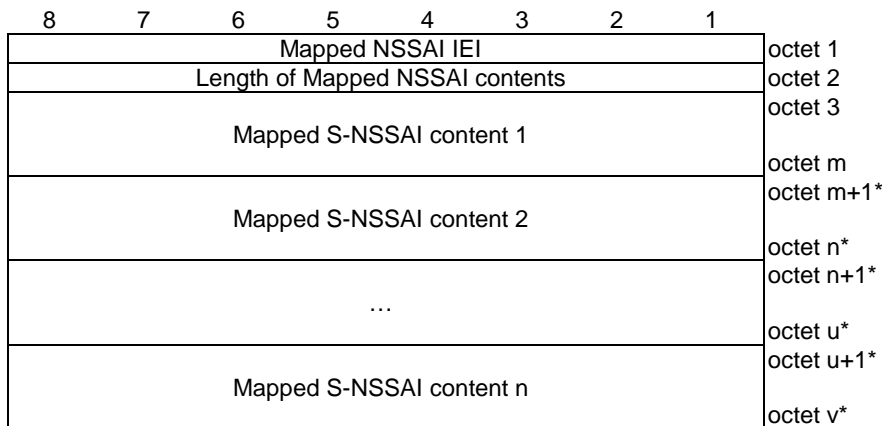 8 7 6 5 4 3 2 1
Mapped NSSAI IEI octet 1
Length of Mapped NSSAI contents octet 2
octet 3
Mapped S-NSSAI content 1
octet m
octet m+1*
Mapped S-NSSAI content 2
octet n*
octet n+1*
…
octet u*
octet u+1*
Mapped S-NSSAI content n
octet v*